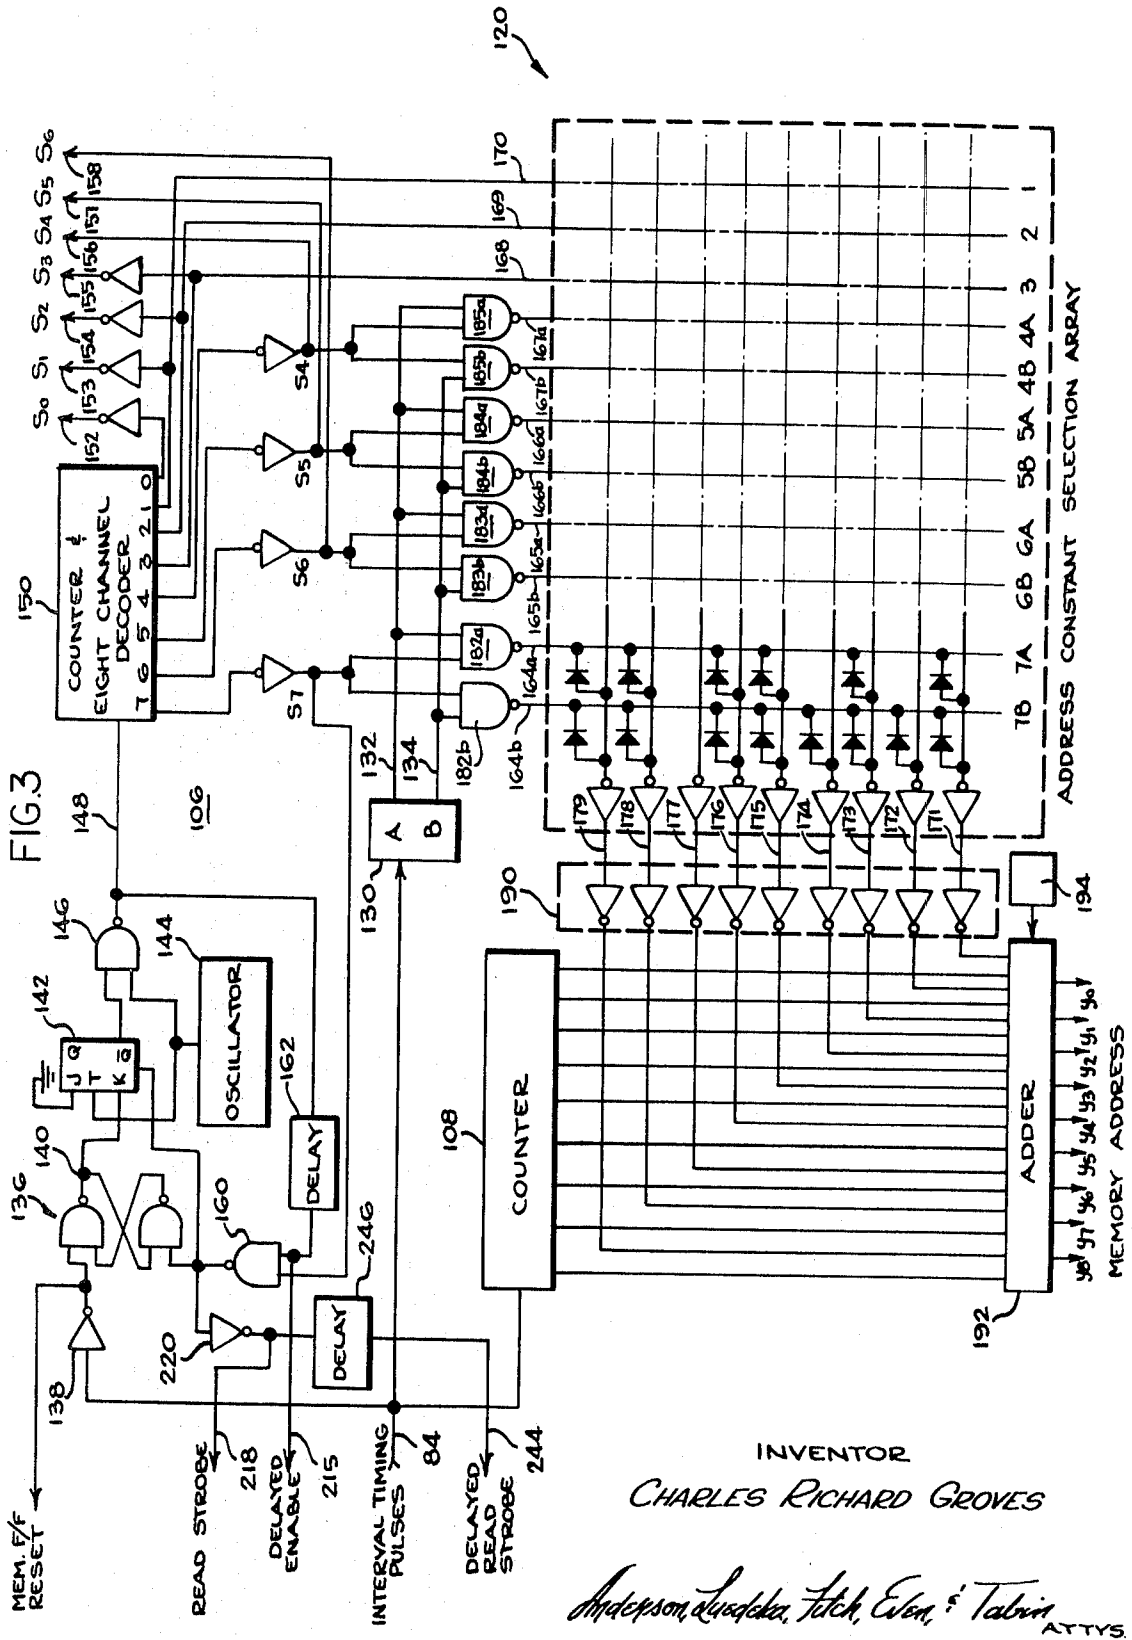 FIG.3
106
120
MEM. F/F
RESET
READ STROBE
218
DELAYED
ENABLE
215
INTERVAL TIMING
PULSES
84
DELAYED
READ
STROBE
244
138
136
140
142
J Q
T
K Q̅
144
OSCILLATOR
146
148
150
COUNTER
&
EIGHT CHANNEL
DECODER
7 6 5 4 3 2 1 0
S0 S1 S2 S3 S4 S5 S6
152 153 154 155 156 157 158
160
162
DELAY
220
246
DELAY
130
A
B
132
134
S7 S6 S5 S4
182b 182a 183b 183a 184b 184a 185b 185a
164b 164a 165b 165a 166b 166a 167b 167a 168 169 170
7B 7A 6B 6A 5B 5A 4B 4A 3 2 1
ADDRESS CONSTANT SELECTION ARRAY
179 178 177 176 175 174 173 172 171
190
194
108
COUNTER
192
ADDER
y8 y7 y6 y5 y4 y3 y2 y1 y0
MEMORY ADDRESS
INVENTOR
CHARLES RICHARD GROVES
Anderson, Luedeka, Fitch, Even, & Tabin
ATTYS.